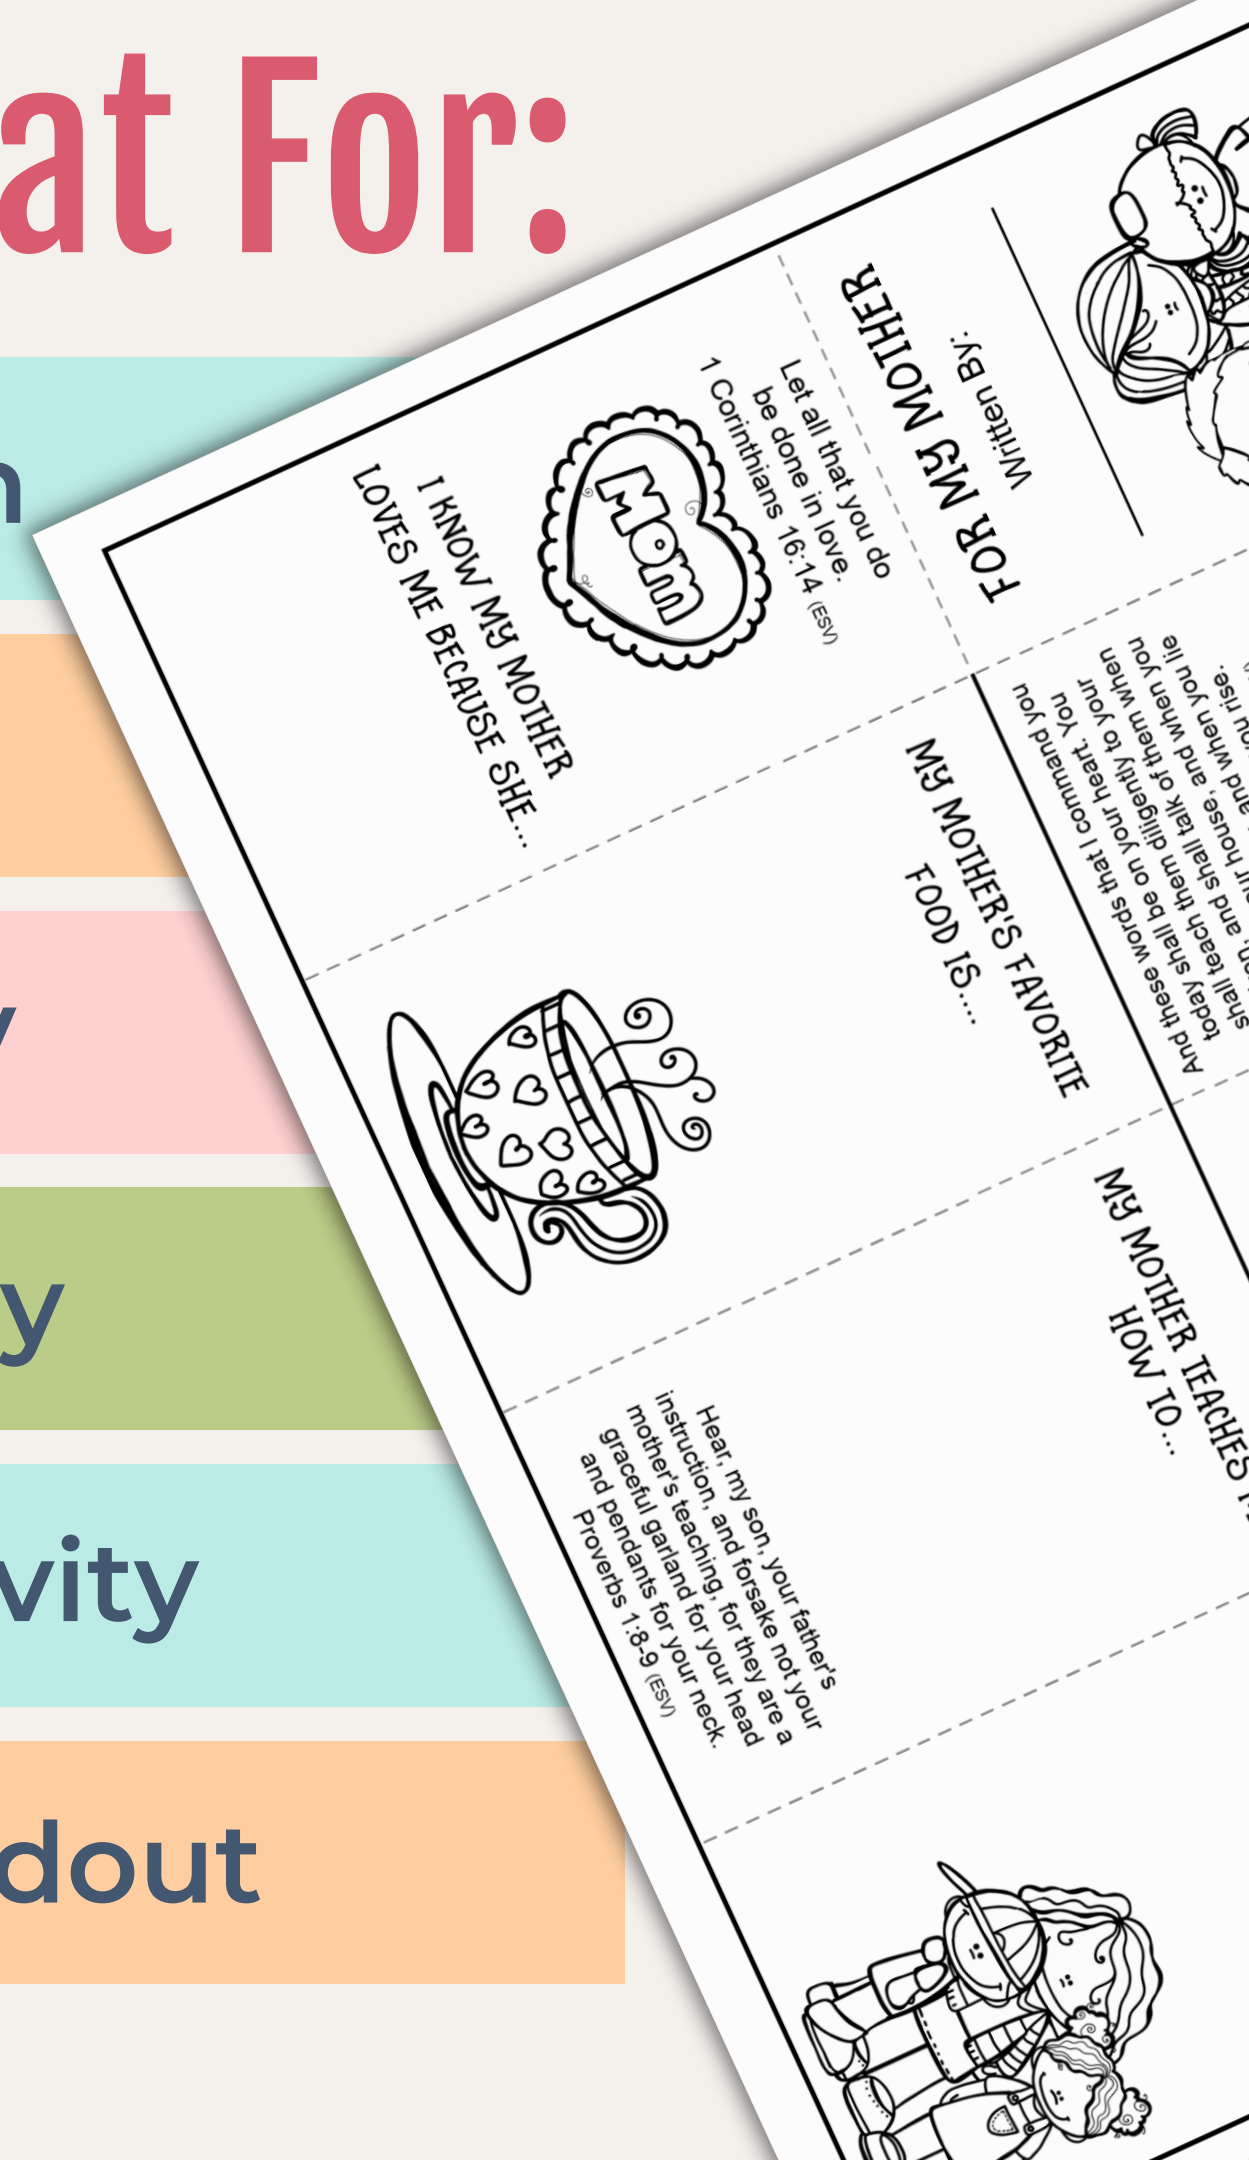 at For:
n
y
y
vity
dout
FOR MY MOTHER
Written By:
Let all that you do
be done in love.
1 Corinthians 16:14 (ESV)
Mom
I KNOW MY MOTHER
LOVES ME BECAUSE SHE...
MY MOTHER'S FAVORITE
FOOD IS....
And these words that I command you
today shall be on your heart. You
shall teach them diligently to your
and shall talk of them when
house, and when you
and when you lie
you rise.
MY MOTHER TEACHES
HOW TO...
Hear, my son, your father's
instruction, and forsake not your
mother's teaching, for they are a
graceful garland for your head
and pendants for your neck.
Proverbs 1:8-9 (ESV)